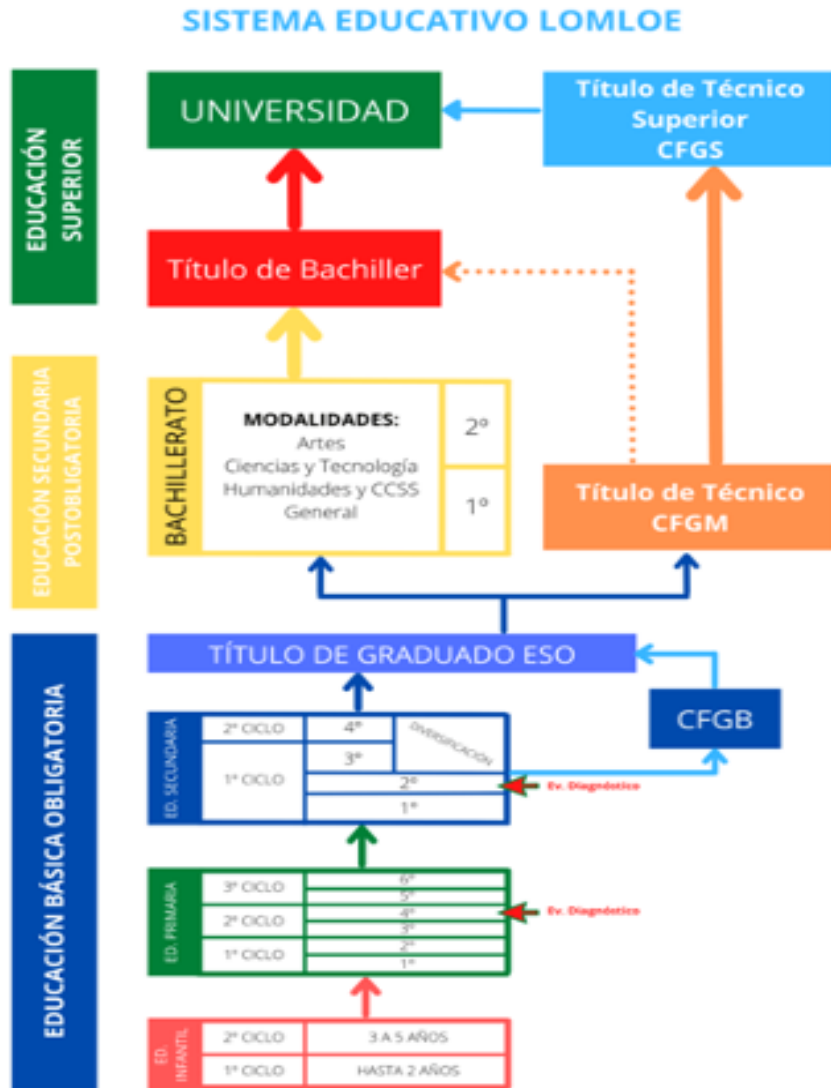 SISTEMA EDUCATIVO LOMLOE
EDUCACIÓN
SUPERIOR
UNIVERSIDAD
Título de Técnico
Superior
CFGS
Título de Bachiller
EDUCACIÓN SECUNDARIA
POSTOBLIGATORIA
BACHILLERATO
MODALIDADES:
Artes
Ciencias y Tecnología
Humanidades y CCSS
General
2º
1º
Título de Técnico
CFGM
EDUCACIÓN BÁSICA OBLIGATORIA
TÍTULO DE GRADUADO ESO
CFGB
ED. SECUNDARIA
2º CICLO
4º
DIVERSIFICACIÓN
1º CICLO
3º
2º
Ev. Diagnóstico
1º
ED. PRIMARIA
3º CICLO
6º
5º
2º CICLO
4º
Ev. Diagnóstico
3º
1º CICLO
2º
1º
ED.
INFANTIL
2º CICLO
3 A 5 AÑOS
1º CICLO
HASTA 2 AÑOS